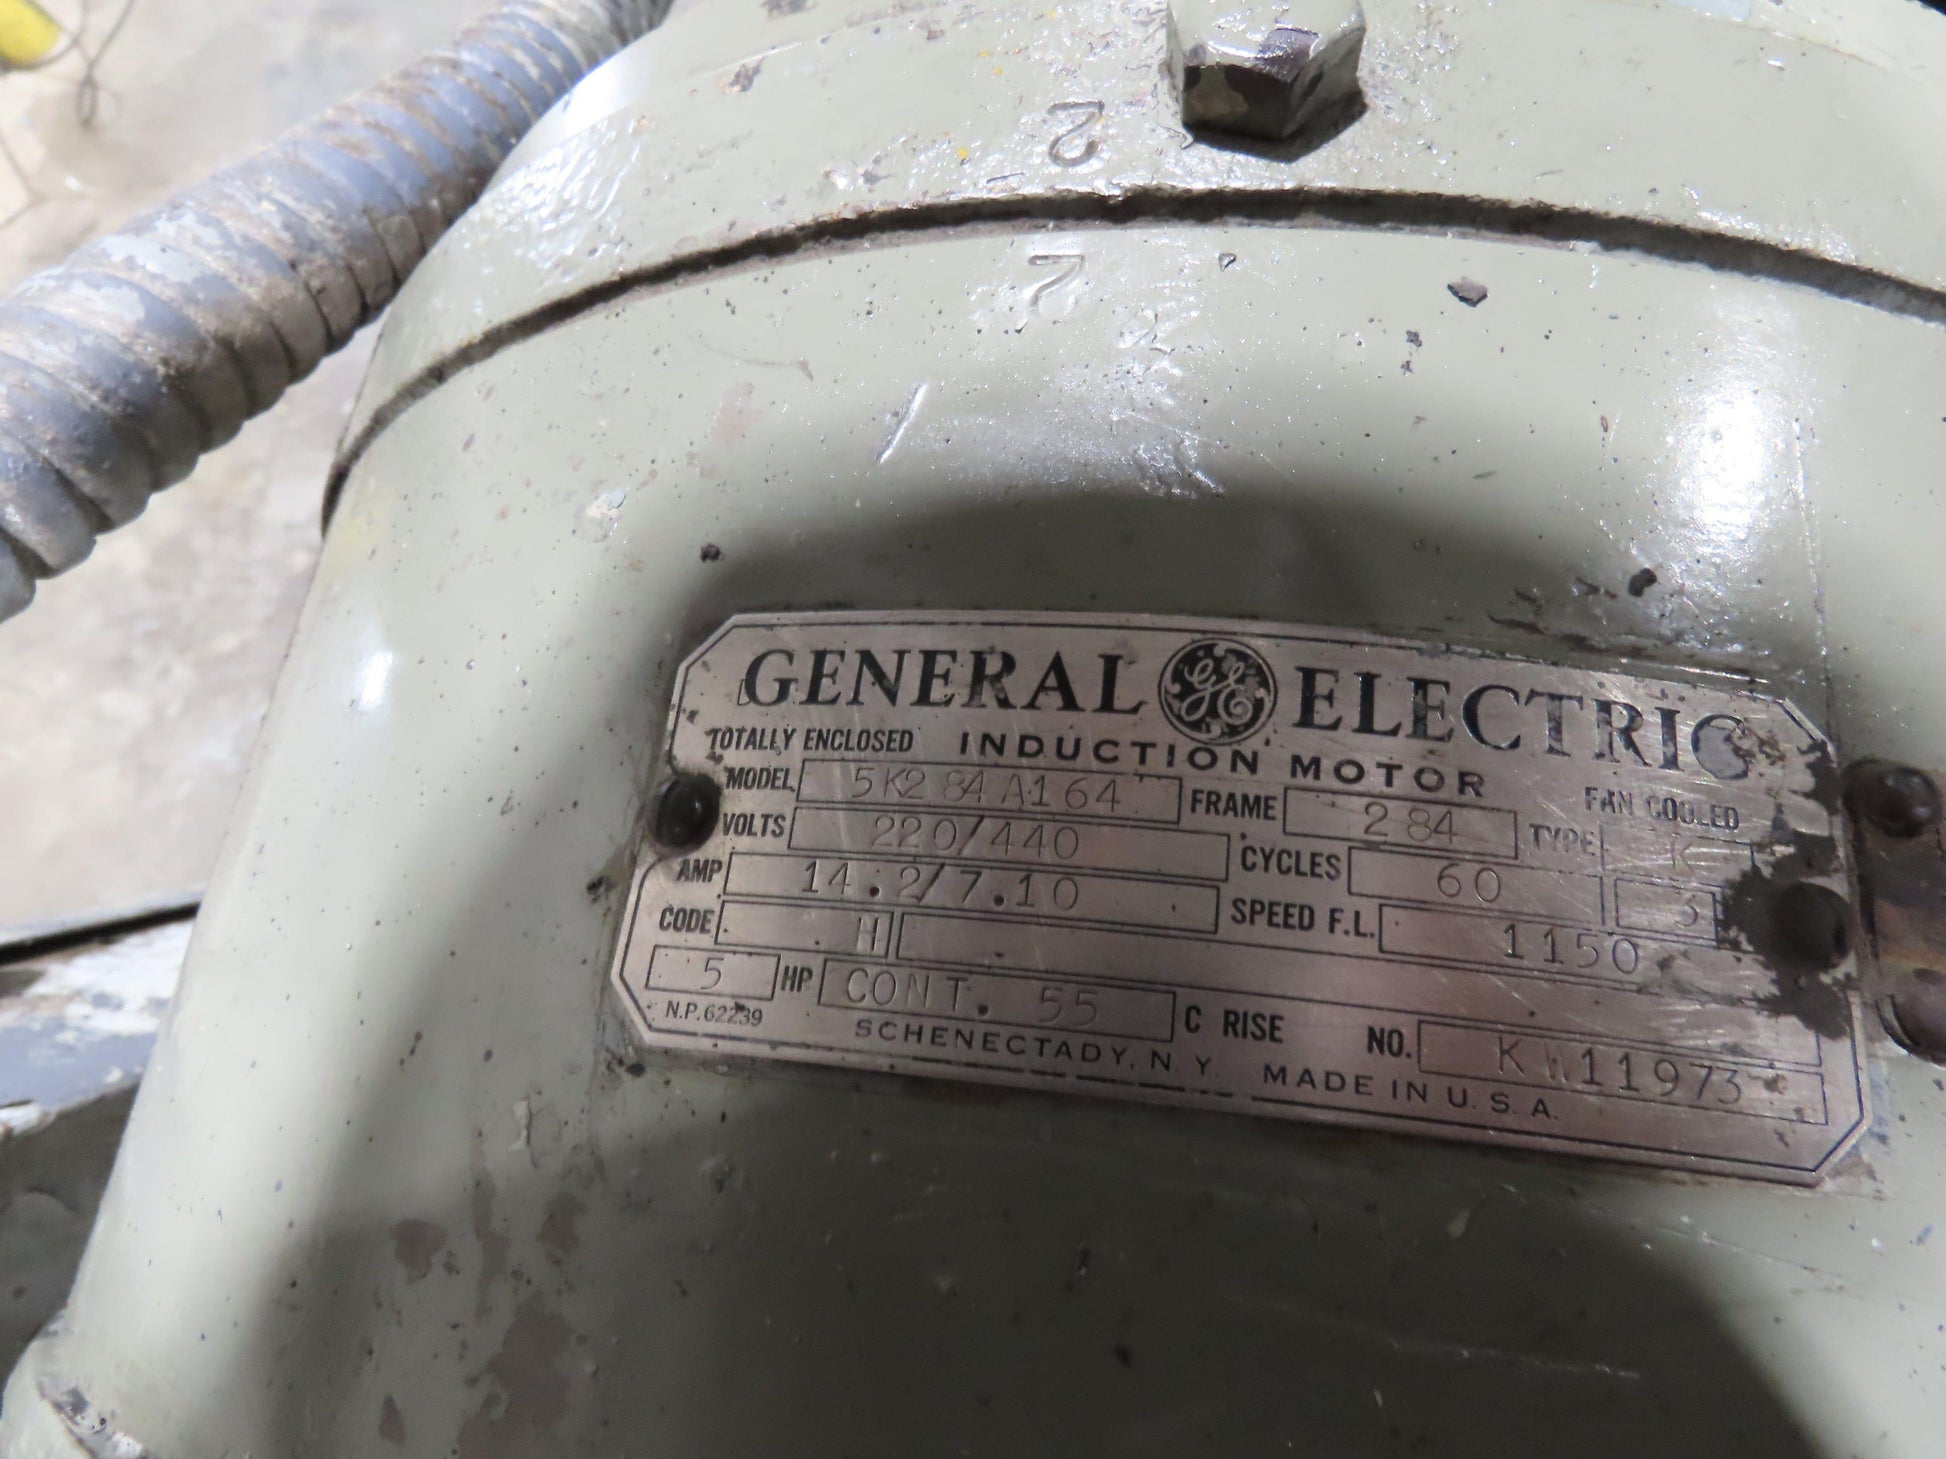 2
2
GENERAL GE ELECTRIC
TOTALLY ENCLOSED INDUCTION MOTOR FAN COOLED
MODEL 5K284A164 FRAME 284 TYPE K
VOLTS 220/440 CYCLES 60 3
AMP 14.2/7.10 SPEED F.L. 1150
CODE H
5 HP CONT. 55 C RISE NO.
N.P.62239 SCHENECTADY, N Y MADE IN U.S.A.